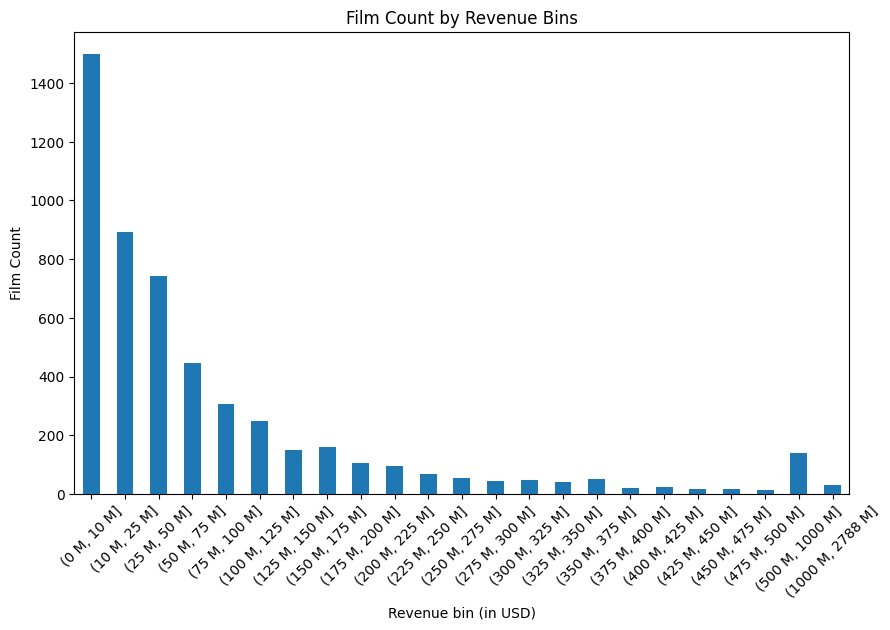 Film Count by Revenue Bins
Film Count
1400
1200
1000
800
600
400
200
0
(0 M, 10 M]
(10 M, 25 M]
(25 M, 50 M]
(50 M, 75 M]
(75 M, 100 M]
(100 M, 125 M]
(125 M, 150 M]
(150 M, 175 M]
(175 M, 200 M]
(200 M, 225 M]
(225 M, 250 M]
(250 M, 275 M]
(275 M, 300 M]
(300 M, 325 M]
(325 M, 350 M]
(350 M, 375 M]
(375 M, 400 M]
(400 M, 425 M]
(425 M, 450 M]
(450 M, 475 M]
(475 M, 500 M]
(500 M, 1000 M]
(1000 M, 2788 M]
Revenue bin (in USD)